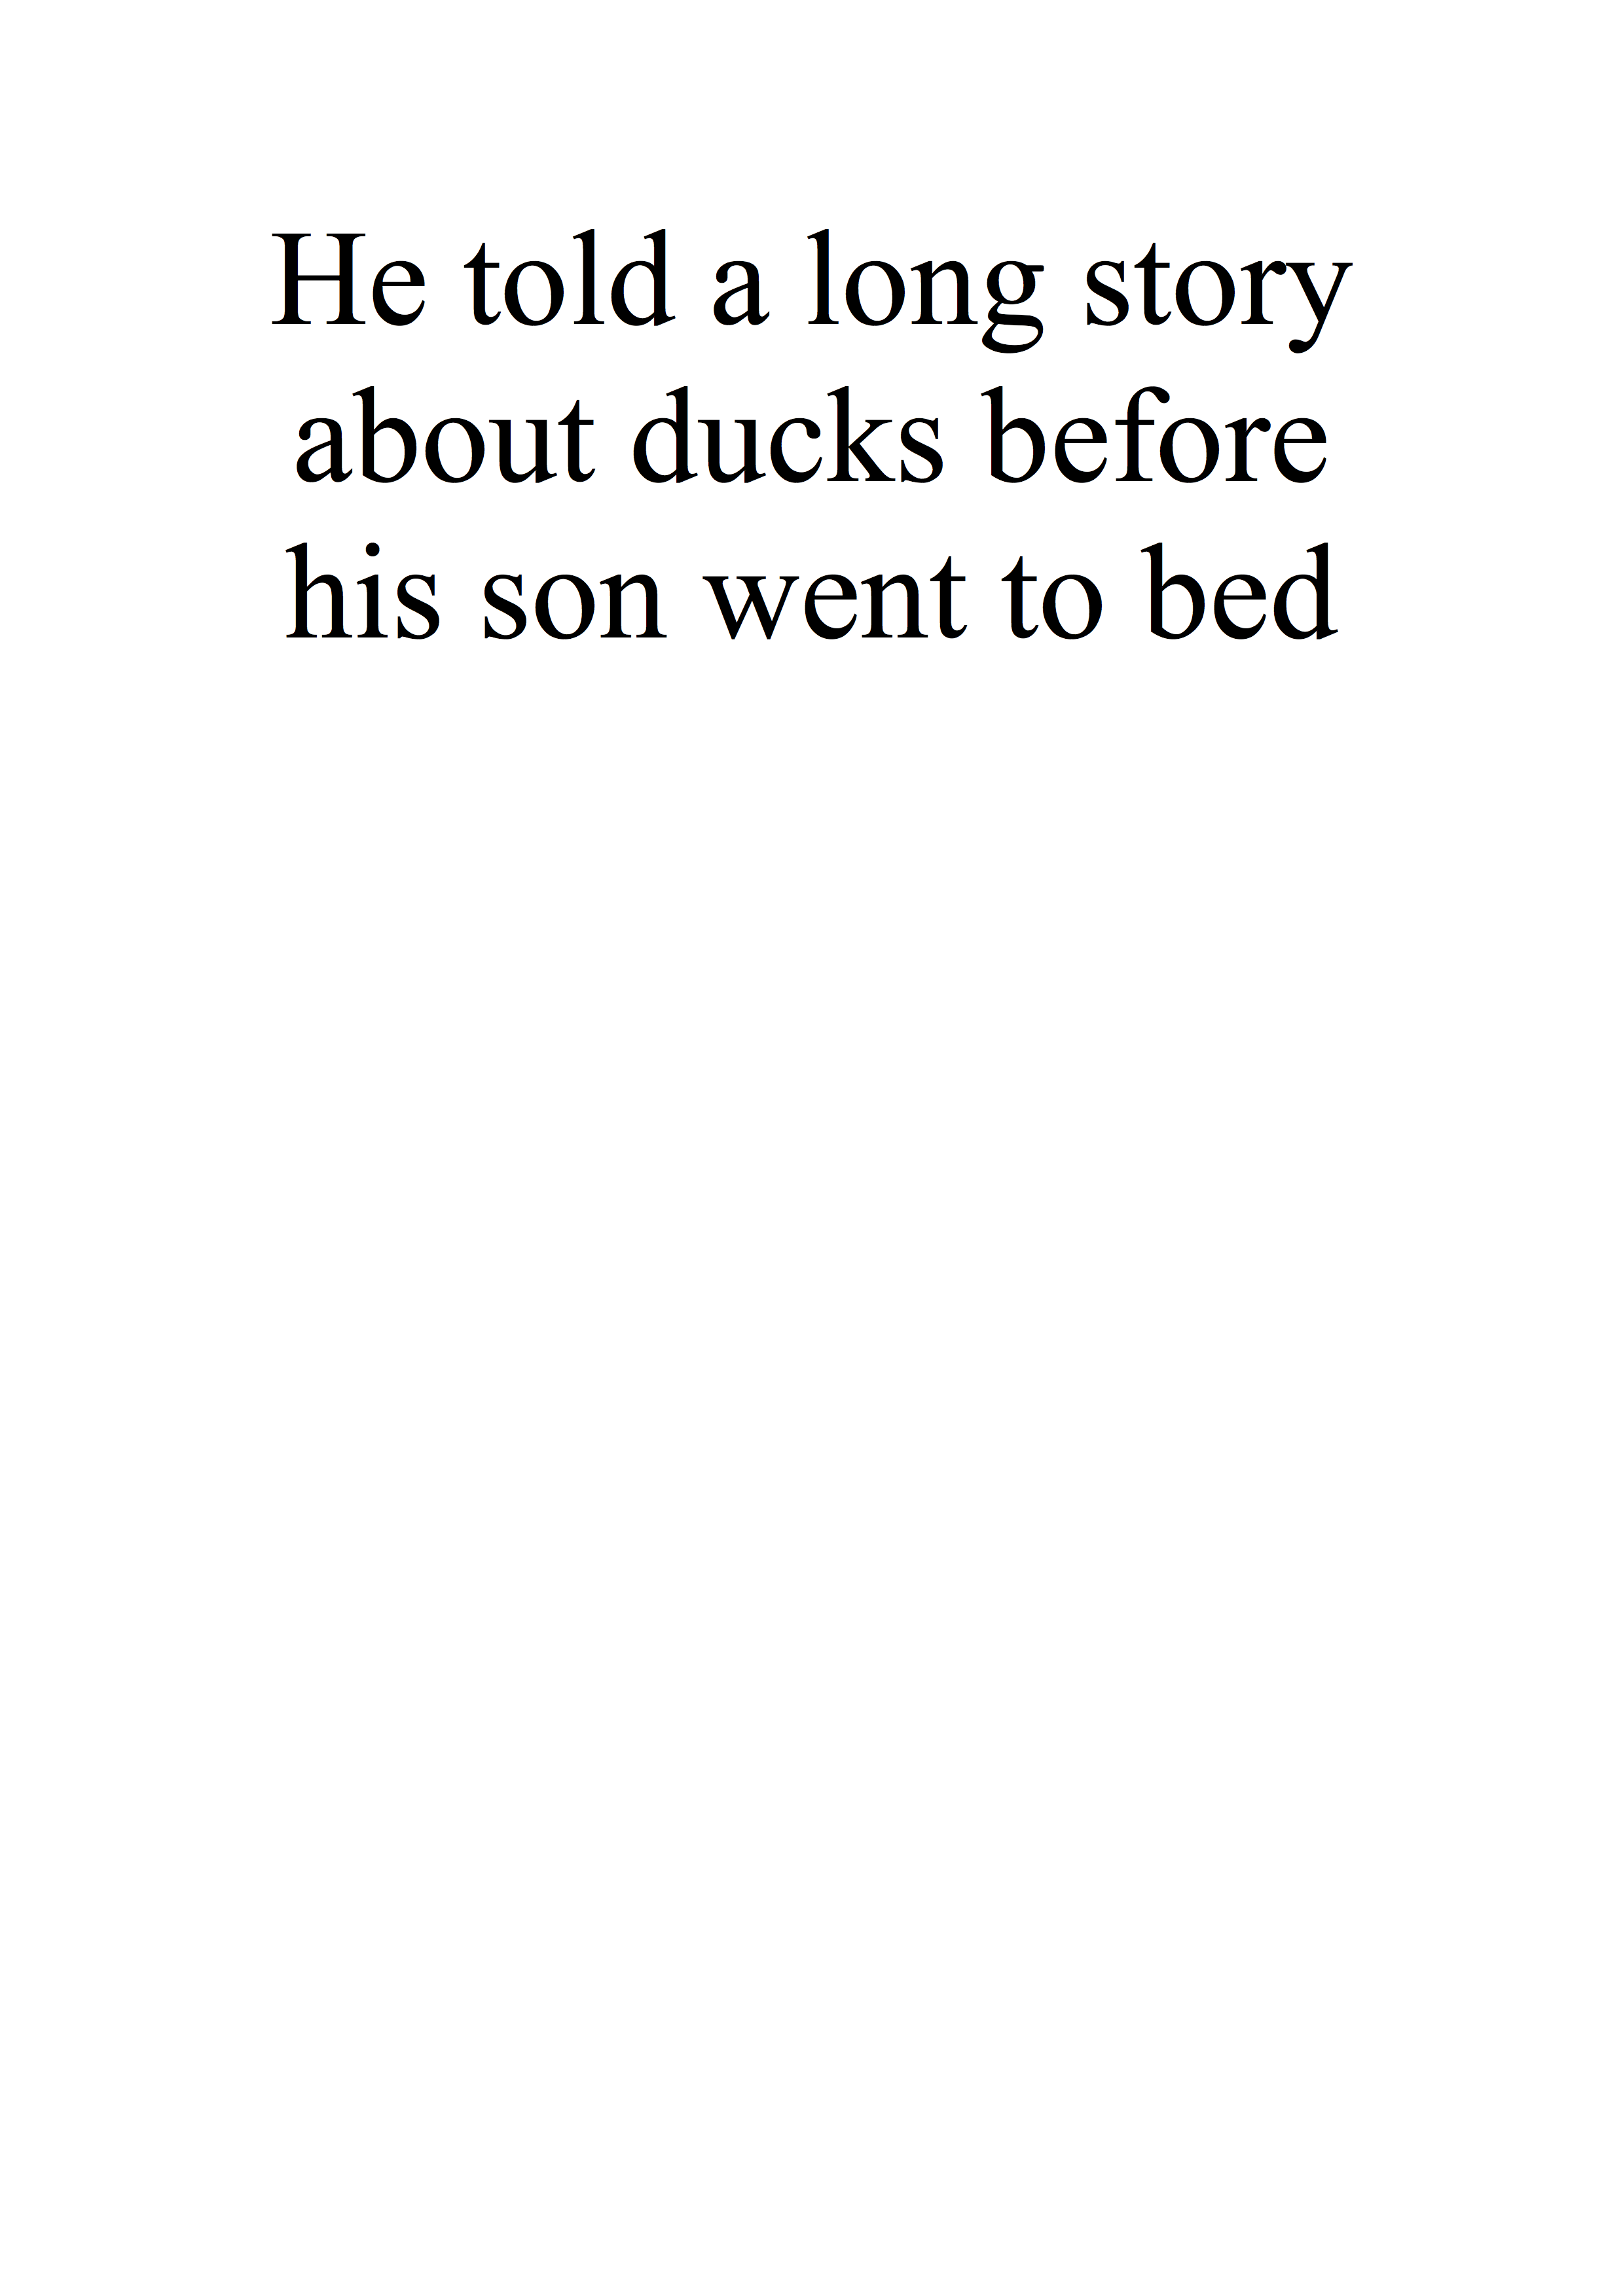 He told a long story
about ducks before
his son went to bed